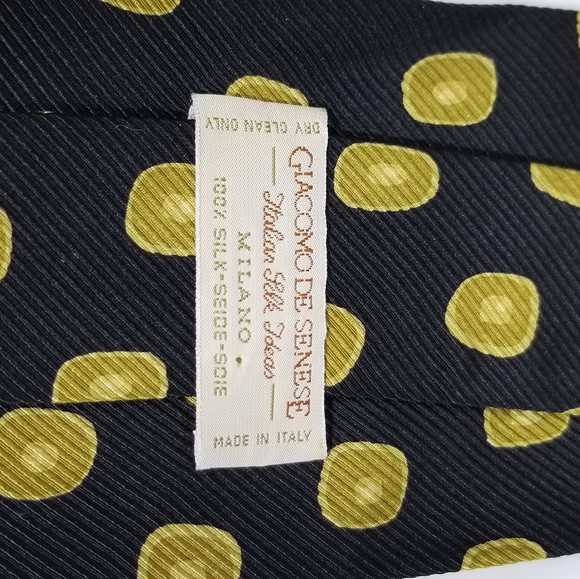 GIACOMO DE SENESE
Italian Silk Ideas
MILANO
100% SILK-SEIDE-SOIE
DRY CLEAN ONLY
MADE IN ITALY